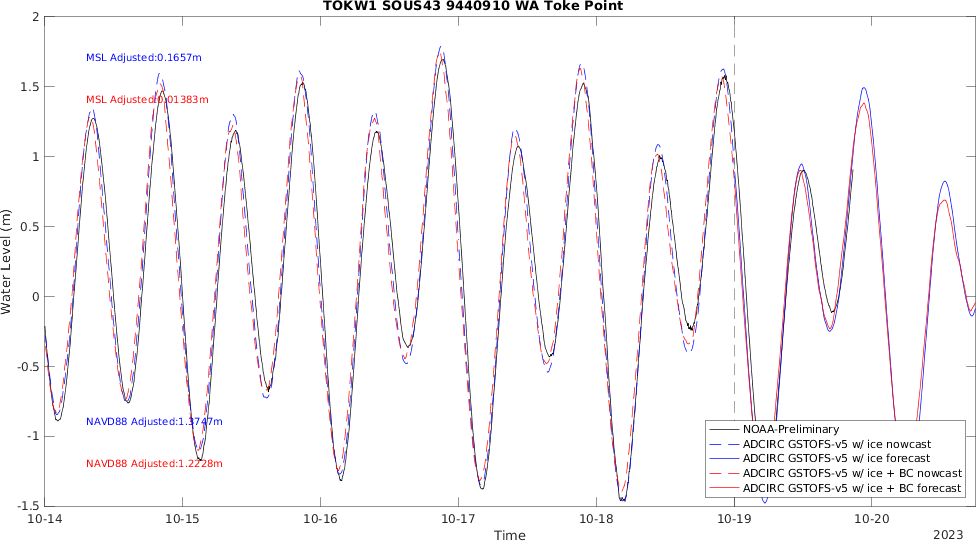 TOKW1 SOUS43 9440910 WA Toke Point
2
1.5
1
0.5
0
-0.5
-1
-1.5
Water Level (m)
MSL Adjusted:0.1657m
MSL Adjusted:0.01383m
NAVD88 Adjusted:1.3747m
NAVD88 Adjusted:1.2228m
NOAA-Preliminary
ADCIRC GSTOFS-v5 w/ ice nowcast
ADCIRC GSTOFS-v5 w/ ice forecast
ADCIRC GSTOFS-v5 w/ ice + BC nowcast
ADCIRC GSTOFS-v5 w/ ice + BC forecast
10-14 10-15 10-16 10-17 10-18 10-19 10-20
Time
2023